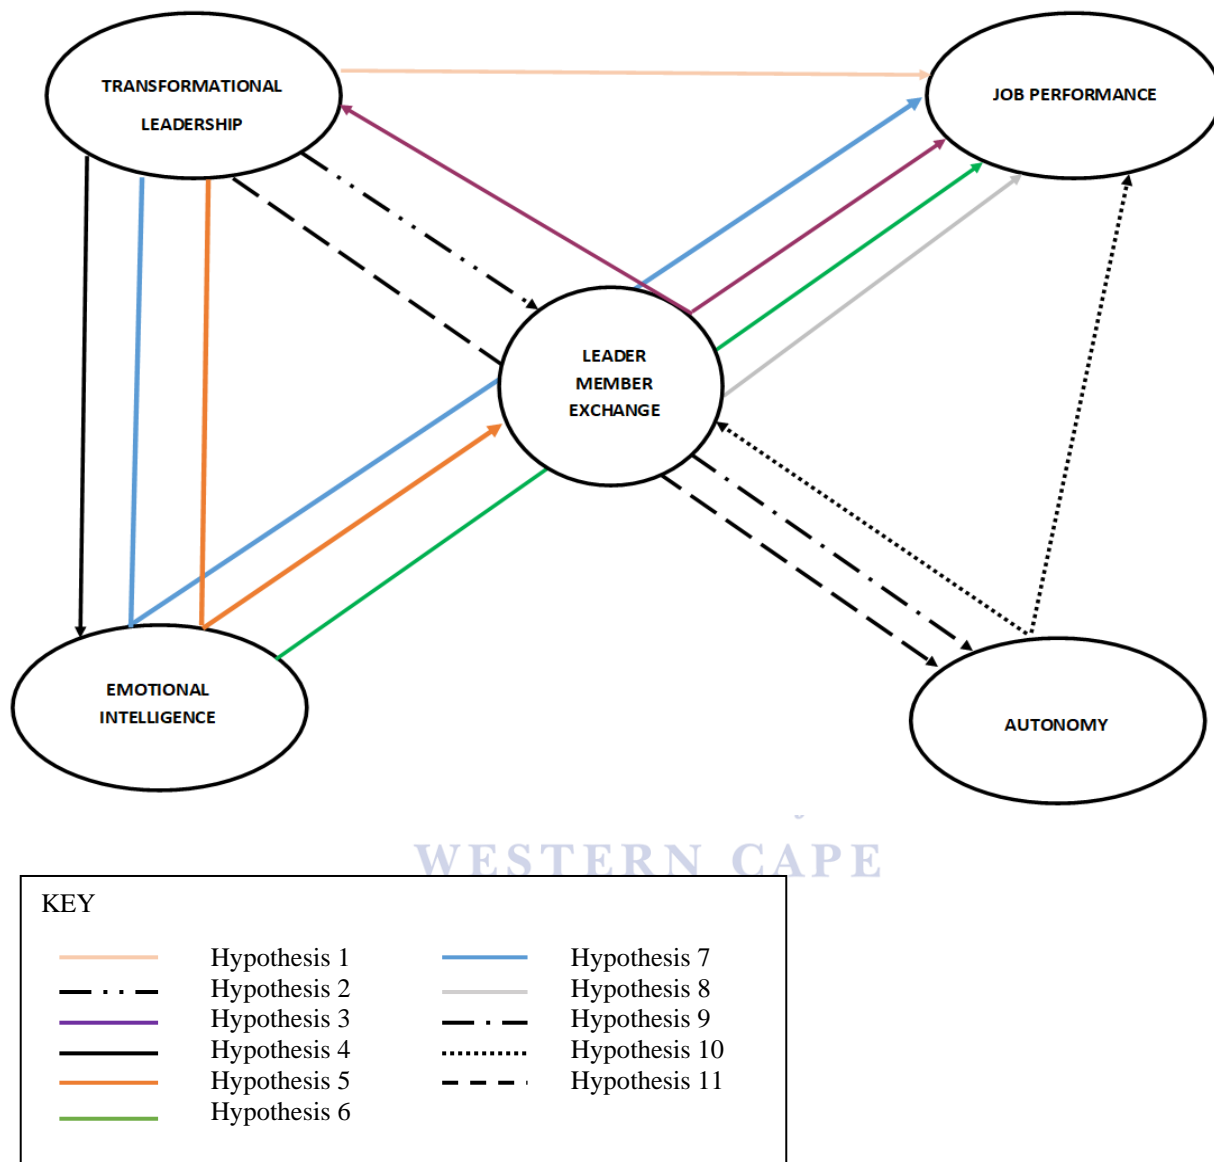 TRANSFORMATIONAL
LEADERSHIP
JOB PERFORMANCE
LEADER
MEMBER
EXCHANGE
EMOTIONAL
INTELLIGENCE
AUTONOMY
WESTERN CAPE
KEY
Hypothesis 1
Hypothesis 2
Hypothesis 3
Hypothesis 4
Hypothesis 5
Hypothesis 6
Hypothesis 7
Hypothesis 8
Hypothesis 9
Hypothesis 10
Hypothesis 11